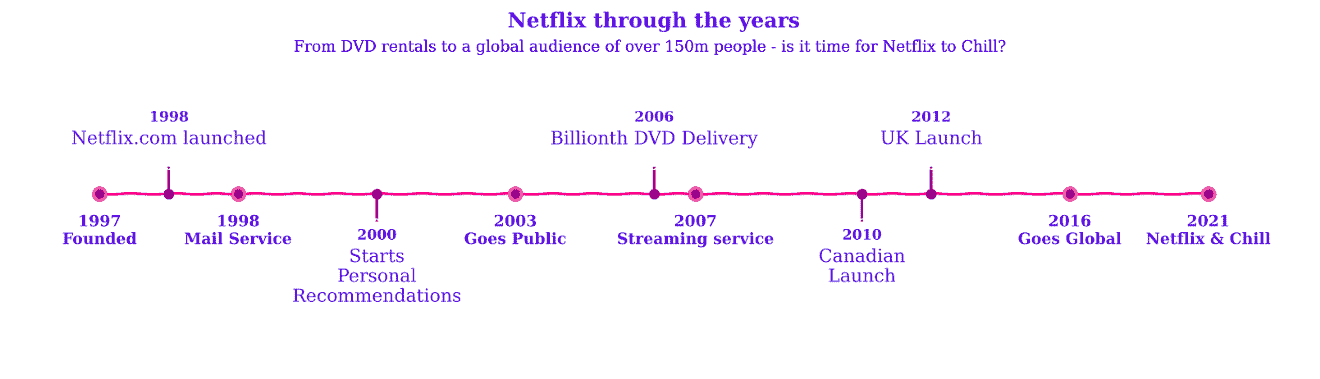 Netflix through the years
From DVD rentals to a global audience of over 150m people - is it time for Netflix to Chill?
1998
Netflix.com launched
2006
Billionth DVD Delivery
2012
UK Launch
1997
Founded
1998
Mail Service
2000
Starts
Personal
Recommendations
2003
Goes Public
2007
Streaming service
2010
Canadian
Launch
2016
Goes Global
2021
Netflix & Chill